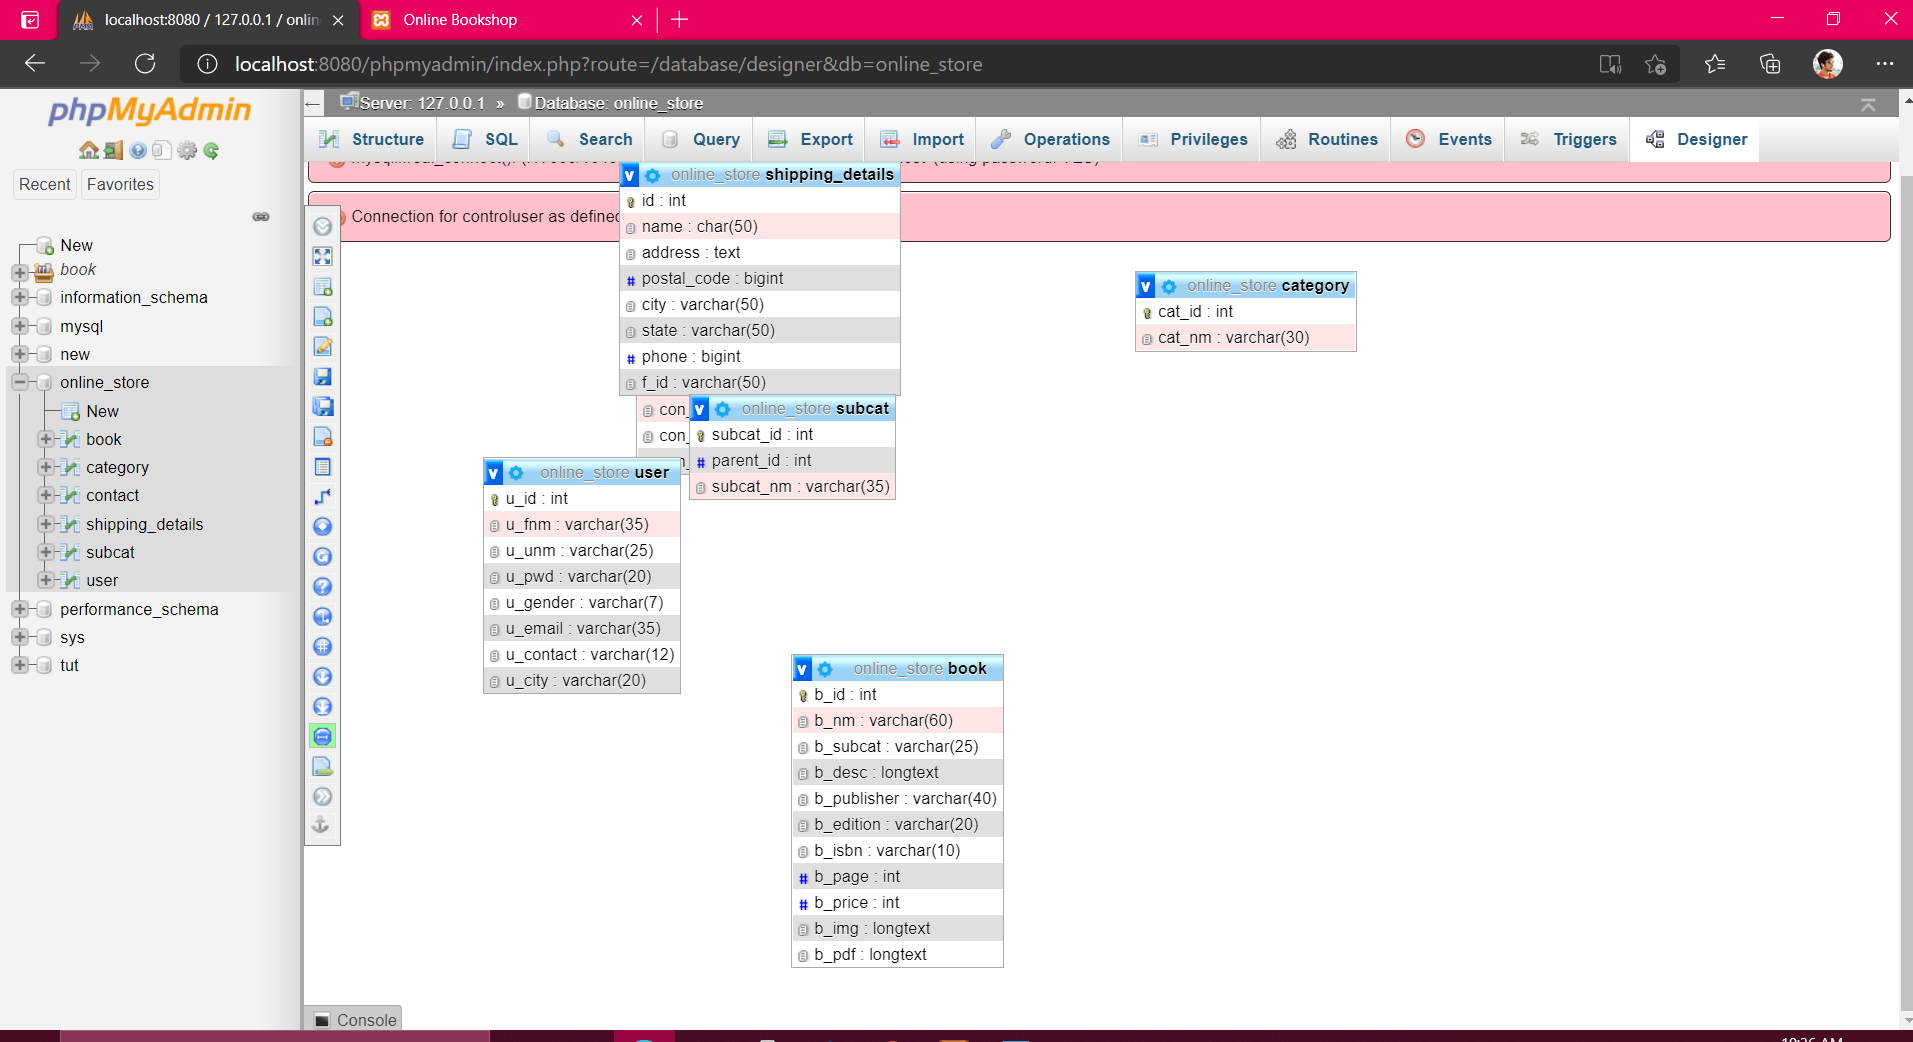 localhost:8080 / 127.0.0.1 / onlin
Online Bookshop
localhost:8080/phpmyadmin/index.php?route=/database/designer&db=online_store
phpMyAdmin
Recent
Favorites
New
book
information_schema
mysql
new
online_store
New
book
category
contact
shipping_details
subcat
user
performance_schema
sys
tut
Server: 127.0.0.1 » Database: online_store
Structure
SQL
Search
Query
Export
Import
Operations
Privileges
Routines
Events
Triggers
Designer
Connection for controluser as defined
v online_store shipping_details
id : int
name : char(50)
address : text
# postal_code : bigint
city : varchar(50)
state : varchar(50)
# phone : bigint
f_id : varchar(50)
con_
con_
v online_store subcat
subcat_id : int
# parent_id : int
subcat_nm : varchar(35)
v online_store category
cat_id : int
cat_nm : varchar(30)
v online_store user
u_id : int
u_fnm : varchar(35)
u_unm : varchar(25)
u_pwd : varchar(20)
u_gender : varchar(7)
u_email : varchar(35)
u_contact : varchar(12)
u_city : varchar(20)
v online_store book
b_id : int
b_nm : varchar(60)
b_subcat : varchar(25)
b_desc : longtext
b_publisher : varchar(40)
b_edition : varchar(20)
b_isbn : varchar(10)
# b_page : int
# b_price : int
b_img : longtext
b_pdf : longtext
Console